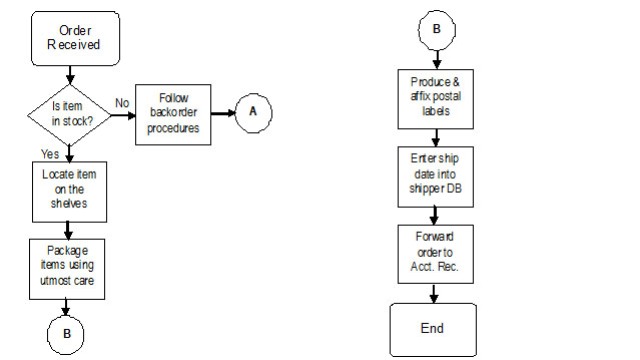 Order
Received
Is item
in stock?
No
Follow
backorder
procedures
A
Yes
Locate item
on the
shelves
Package
items using
utmost care
B
B
Produce &
affix postal
labels
Enter ship
date into
shipper DB
Forward
order to
Acct. Rec.
End